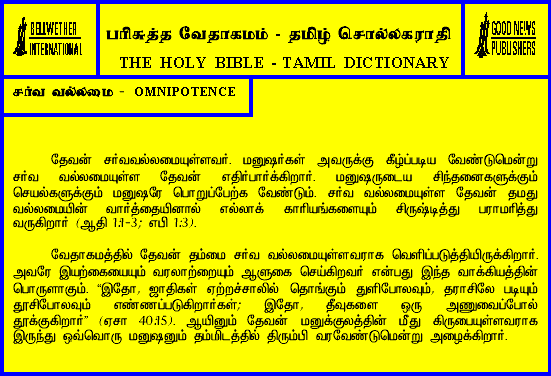 BELLWETHER
INTERNATIONAL
பரிசுத்த வேதாகமம் - தமிழ் சொல்லகராதி
THE HOLY BIBLE - TAMIL DICTIONARY
GOOD NEWS
PUBLISHERS
சர்வ வல்லமை - OMNIPOTENCE
தேவன் சர்வவல்லமையுள்ளவர். மனுஷர்கள் அவருக்கு கீழ்ப்படிய வேண்டுமென்று
சர்வ வல்லமையுள்ள தேவன் எதிர்பார்க்கிறார். மனுஷருடைய சிந்தனைகளுக்கும்
செயல்களுக்கும் மனுஷரே பொறுப்பேற்க வேண்டும். சர்வ வல்லமையுள்ள தேவன் தமது
வல்லமையின் வார்த்தையினால் எல்லாக் காரியங்களையும் சிருஷ்டித்து பராமரித்து
வருகிறார் (ஆதி 1:1-3; எபி 1:3).
வேதாகமத்தில் தேவன் தம்மை சர்வ வல்லமையுள்ளவராக வெளிப்படுத்தியிருக்கிறார்.
அவரே இயற்கையையும் வரலாற்றையும் ஆளுகை செய்கிறவர் என்பது இந்த வாக்கியத்தின்
பொருளாகும். "இதோ, ஜாதிகள் ஏற்றச்சாலில் தொங்கும் துளிபோலவும், தராசிலே படியும்
தூசிபோலவும் எண்ணப்படுகிறார்கள்; இதோ, தீவுகளை ஒரு அணுவைப்போல்
தூக்குகிறார்" (ஏசா 40:15). ஆயினும் தேவன் மனுக்குலத்தின் மீது கிருபையுள்ளவராக
இருந்து ஒவ்வொரு மனுஷனும் தம்மிடத்தில் திரும்பி வரவேண்டுமென்று அழைக்கிறார்.